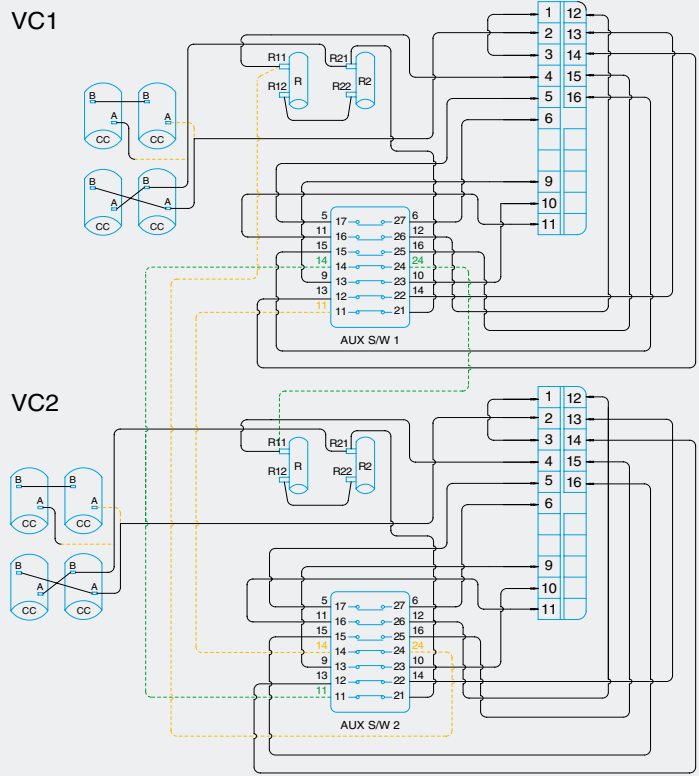 VC1
1 12
2 13
3 14
4 15
5 16
6
9
10
11
R11 R21
R R2
R12 R22
B B
A A
CC CC
B B
A A
CC CC
5 17 27 6
11 16 26 12
15 15 25 16
14 14 24 24
9 13 23 10
13 12 22 14
11 11 21
AUX S/W 1
VC2
1 12
2 13
3 14
4 15
5 16
6
9
10
11
R11 R21
R R2
R12 R22
B B
A A
CC CC
B B
A A
CC CC
5 17 27 6
11 16 26 12
15 15 25 16
14 14 24 24
9 13 23 10
13 12 22 14
11 11 21
AUX S/W 2